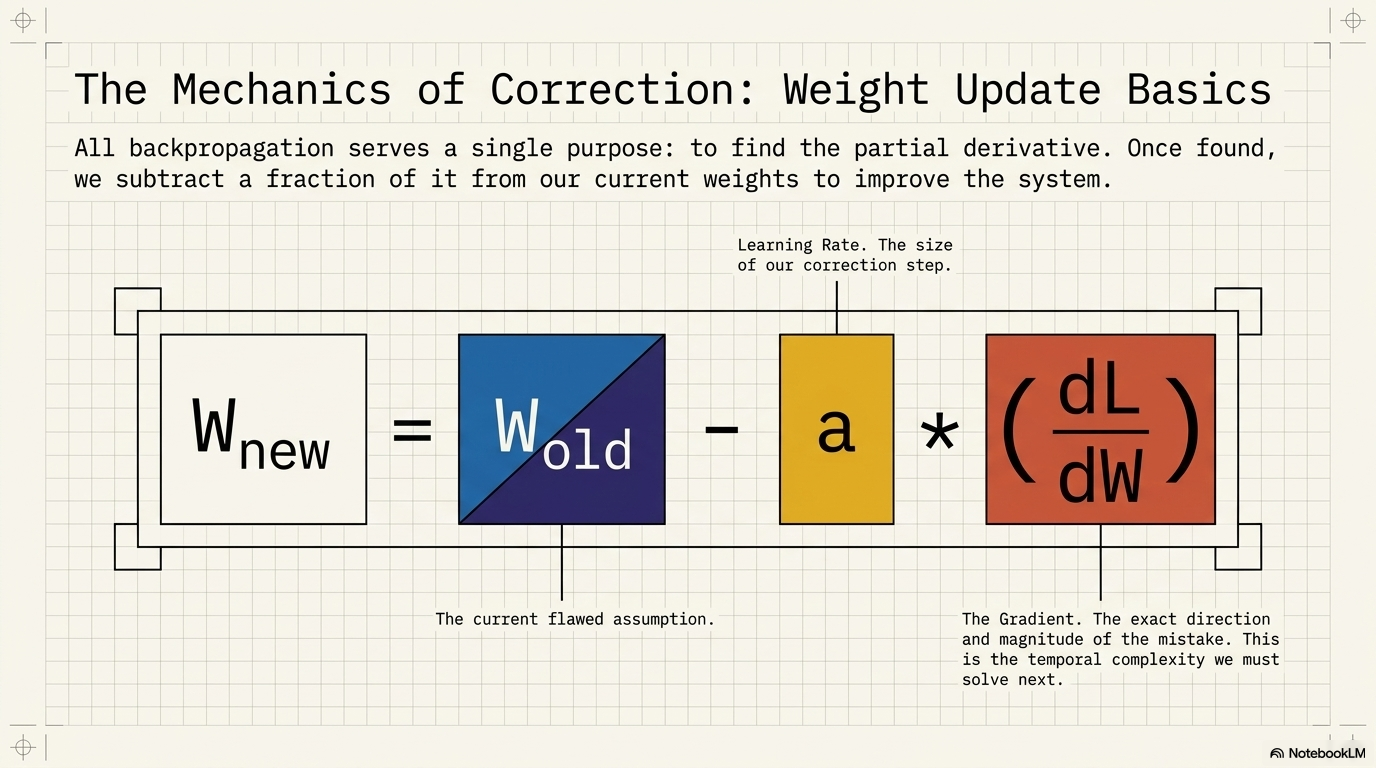 The Mechanics of Correction: Weight Update Basics
All backpropagation serves a single purpose: to find the partial derivative. Once found,
we subtract a fraction of it from our current weights to improve the system.
Learning Rate. The size
of our correction step.
Wnew = Wold - a * (dL/dW)
The current flawed assumption.
The Gradient. The exact direction
and magnitude of the mistake. This
is the temporal complexity we must
solve next.
NotebookLM